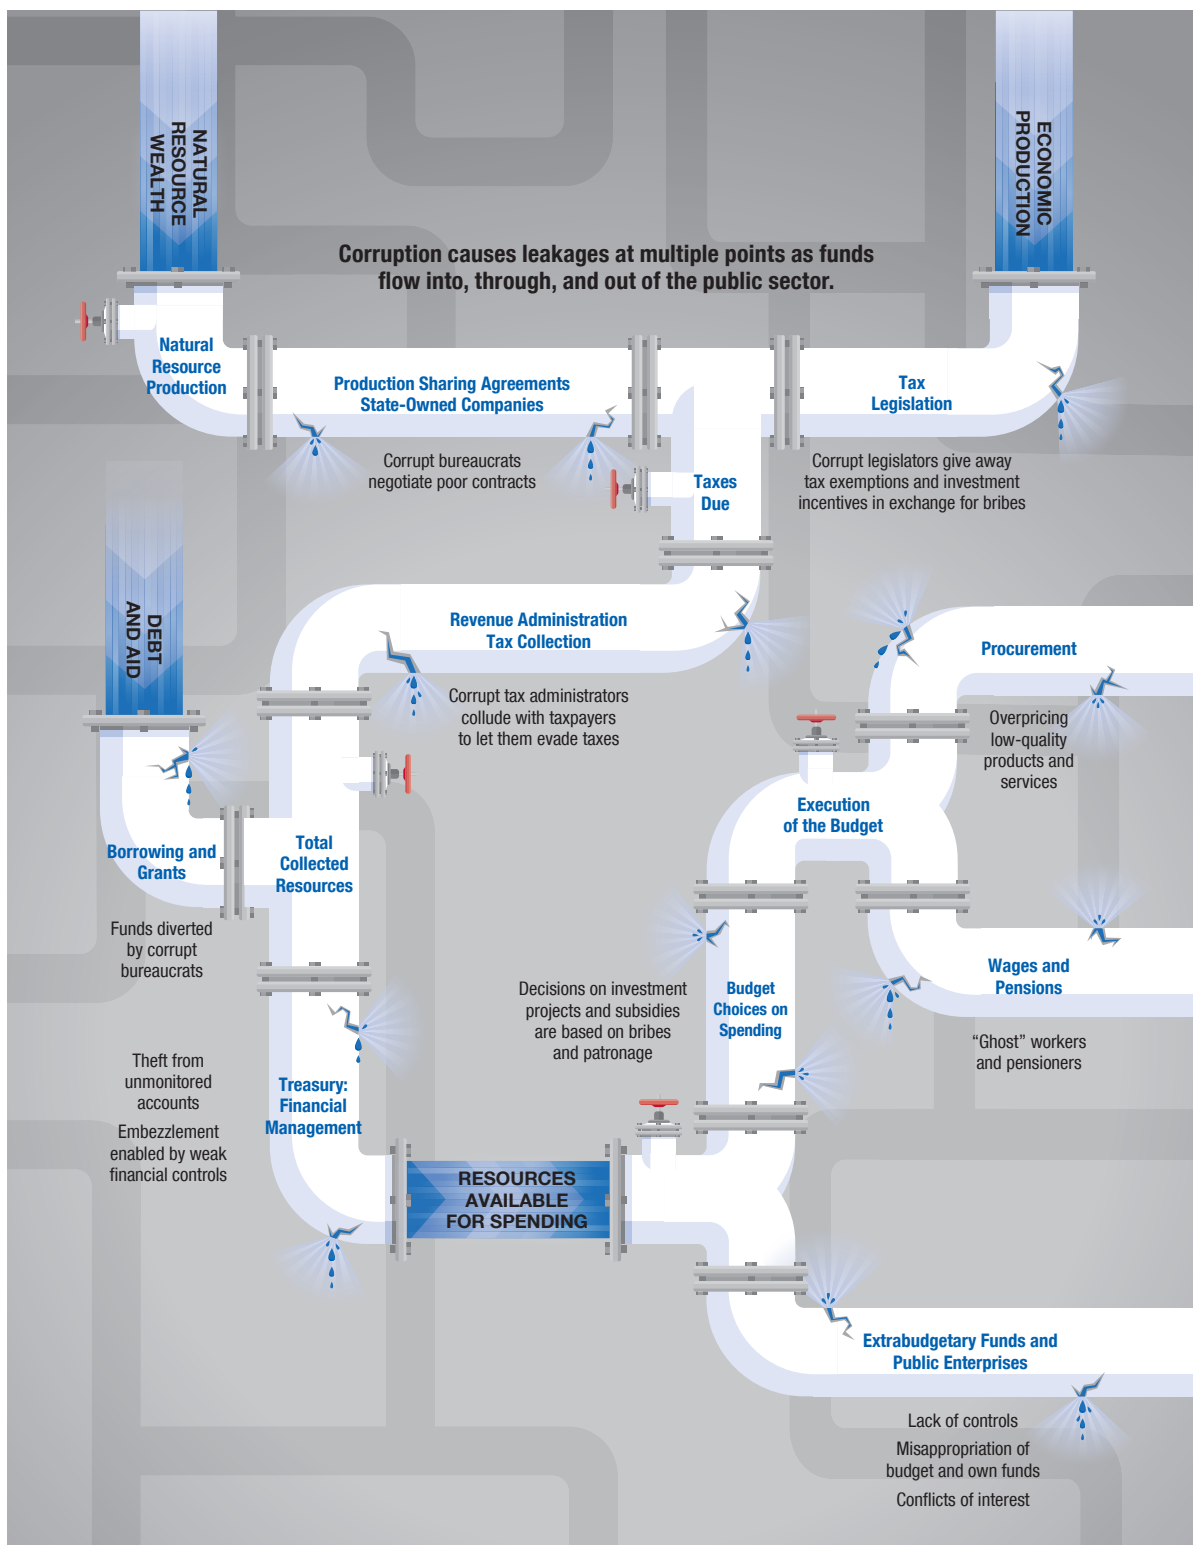 NATURAL
RESOURCE
WEALTH
ECONOMIC
PRODUCTION
Corruption causes leakages at multiple points as funds
flow into, through, and out of the public sector.
Natural
Resource
Production
Production Sharing Agreements
State-Owned Companies
Tax
Legislation
Corrupt bureaucrats
negotiate poor contracts
Taxes
Due
Corrupt legislators give away
tax exemptions and investment
incentives in exchange for bribes
DEBT
AND AID
Revenue Administration
Tax Collection
Corrupt tax administrators
collude with taxpayers
to let them evade taxes
Procurement
Overpricing
low-quality
products and
services
Execution
of the Budget
Borrowing and
Grants
Total
Collected
Resources
Funds diverted
by corrupt
bureaucrats
Decisions on investment
projects and subsidies
are based on bribes
and patronage
Budget
Choices on
Spending
Wages and
Pensions
“Ghost” workers
and pensioners
Theft from
unmonitored
accounts
Embezzlement
enabled by weak
financial controls
Treasury:
Financial
Management
RESOURCES
AVAILABLE
FOR SPENDING
Extrabudgetary Funds and
Public Enterprises
Lack of controls
Misappropriation of
budget and own funds
Conflicts of interest